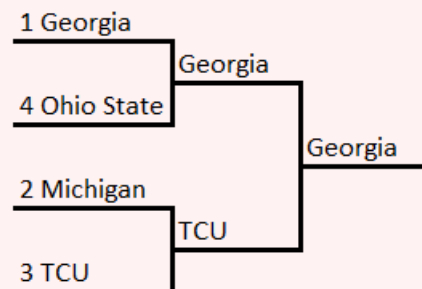 1 Georgia
Georgia
4 Ohio State
Georgia
2 Michigan
TCU
3 TCU